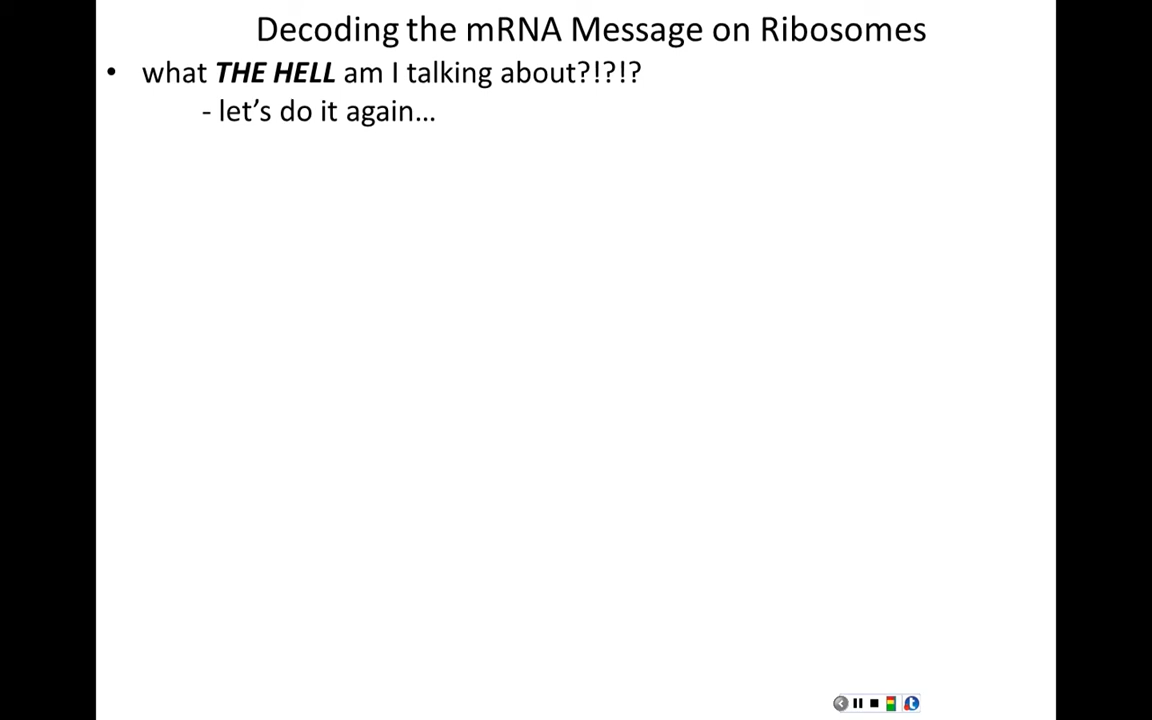 Decoding the mRNA Message on Ribosomes
• what THE HELL am I talking about?!?!?
- let's do it again…